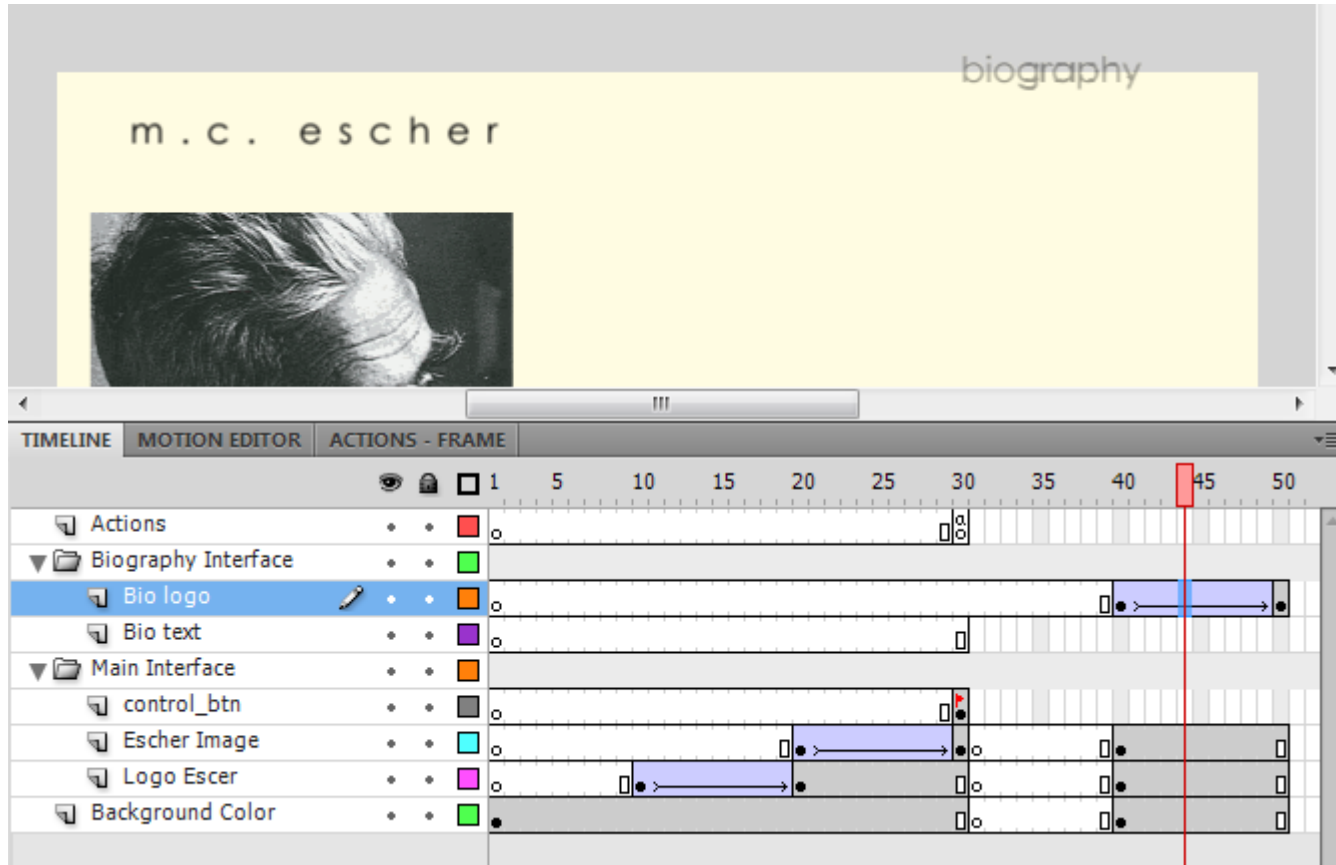 biography
m.c. escher
TIMELINE MOTION EDITOR ACTIONS - FRAME
1 5 10 15 20 25 30 35 40 45 50
Actions
a
Biography Interface
Bio logo
Bio text
Main Interface
control_btn
Escher Image
Logo Escer
Background Color